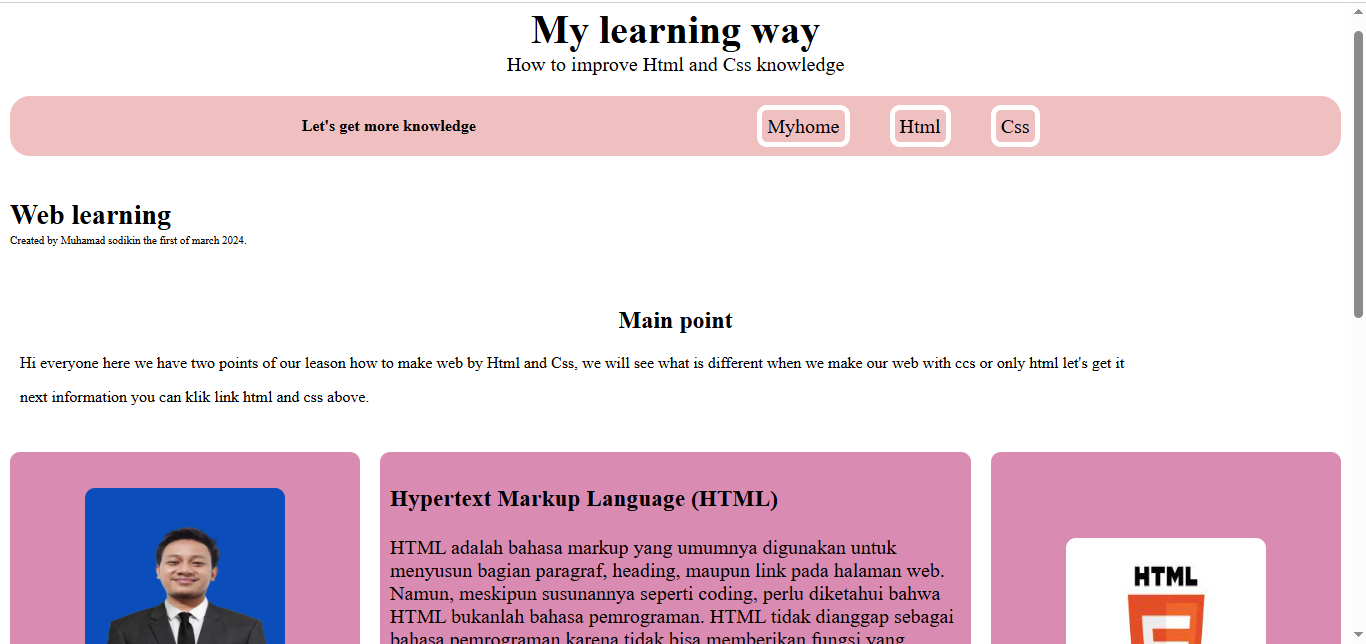 My learning way
How to improve Html and Css knowledge
Let's get more knowledge
Myhome
Html
Css
Web learning
Created by Muhamad sodikin the first of march 2024.
Main point
Hi everyone here we have two points of our leason how to make web by Html and Css, we will see what is different when we make our web with ccs or only html let's get it
next information you can klik link html and css above.
Hypertext Markup Language (HTML)
HTML adalah bahasa markup yang umumnya digunakan untuk
menyusun bagian paragraf, heading, maupun link pada halaman web.
Namun, meskipun susunannya seperti coding, perlu diketahui bahwa
HTML bukanlah bahasa pemrograman. HTML tidak dianggap sebagai
bahasa pemrograman karena tidak bisa memberikan fungsi yang
HTML